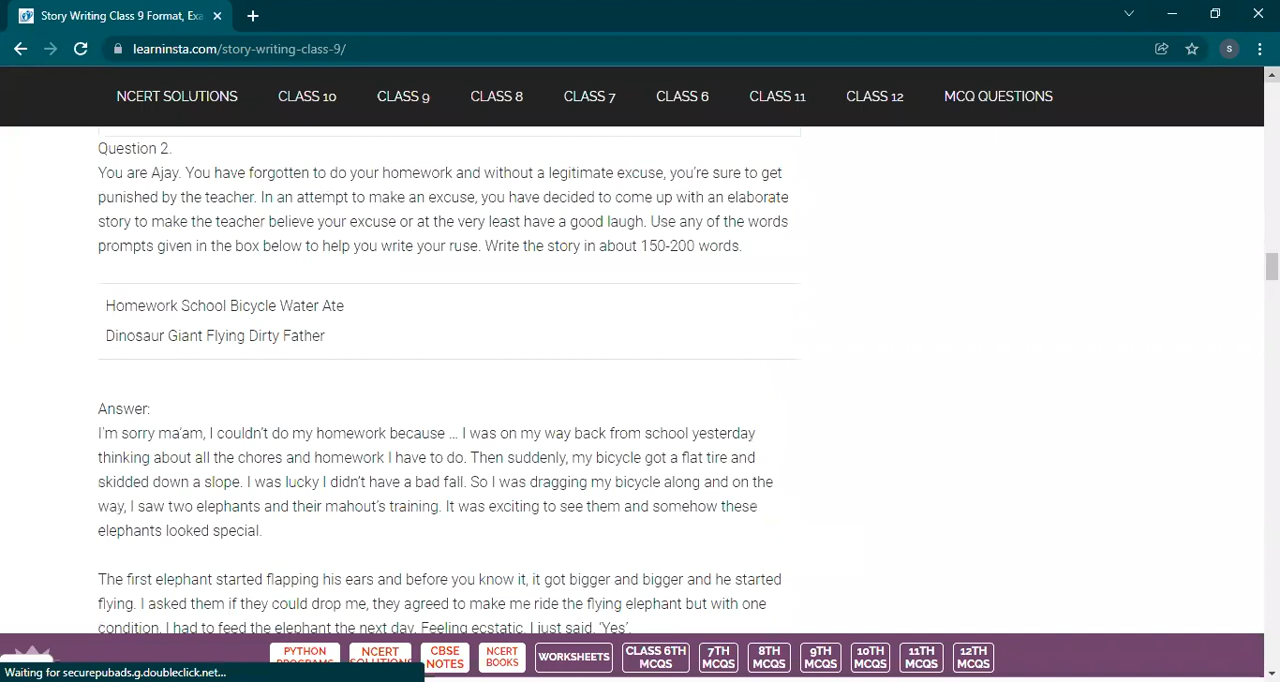 Story Writing Class 9 Format, Exa
learninsta.com/story-writing-class-9/
S
NCERT SOLUTIONS CLASS 10 CLASS 9 CLASS 8 CLASS 7 CLASS 6 CLASS 11 CLASS 12 MCQ QUESTIONS
Question 2.
You are Ajay. You have forgotten to do your homework and without a legitimate excuse, you're sure to get
punished by the teacher. In an attempt to make an excuse, you have decided to come up with an elaborate
story to make the teacher believe your excuse or at the very least have a good laugh. Use any of the words
prompts given in the box below to help you write your ruse. Write the story in about 150-200 words.
Homework School Bicycle Water Ate
Dinosaur Giant Flying Dirty Father
Answer:
I'm sorry ma'am, I couldn't do my homework because ... I was on my way back from school yesterday
thinking about all the chores and homework I have to do. Then suddenly, my bicycle got a flat tire and
skidded down a slope. I was lucky I didn't have a bad fall. So I was dragging my bicycle along and on the
way, I saw two elephants and their mahout's training. It was exciting to see them and somehow these
elephants looked special.
The first elephant started flapping his ears and before you know it, it got bigger and bigger and he started
flying. I asked them if they could drop me, they agreed to make me ride the flying elephant but with one
condition. I had to feed the elephant the next day. Feeling ecstatic, I just said, 'Yes'.
PYTHON PROGRAMS NCERT SOLUTIONS CBSE NOTES NCERT BOOKS WORKSHEETS CLASS 6TH MCQS 7TH MCQS 8TH MCQS 9TH MCQS 10TH MCQS 11TH MCQS 12TH MCQS
Waiting for securepubads.g.doubleclick.net...